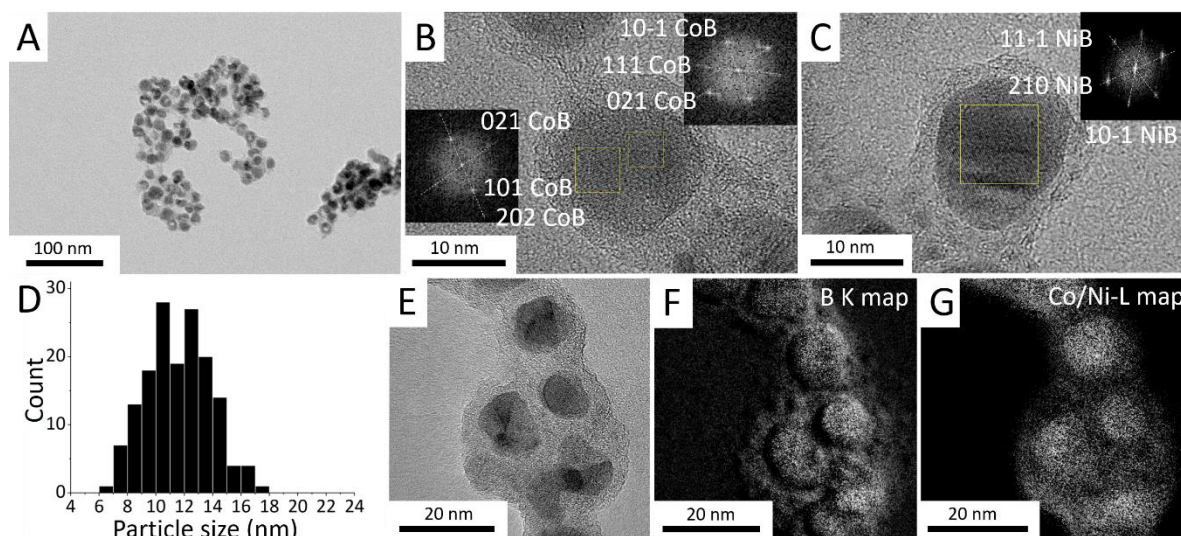 A
100 nm
B
10-1 CoB
111 CoB
021 CoB
021 CoB
101 CoB
202 CoB
10 nm
C
11-1 NiB
210 NiB
10-1 NiB
10 nm
D
30
20
10
0
Count
4 6 8 10 12 14 16 18 20 22 24
Particle size (nm)
E
20 nm
F
B K map
20 nm
G
Co/Ni-L map
20 nm